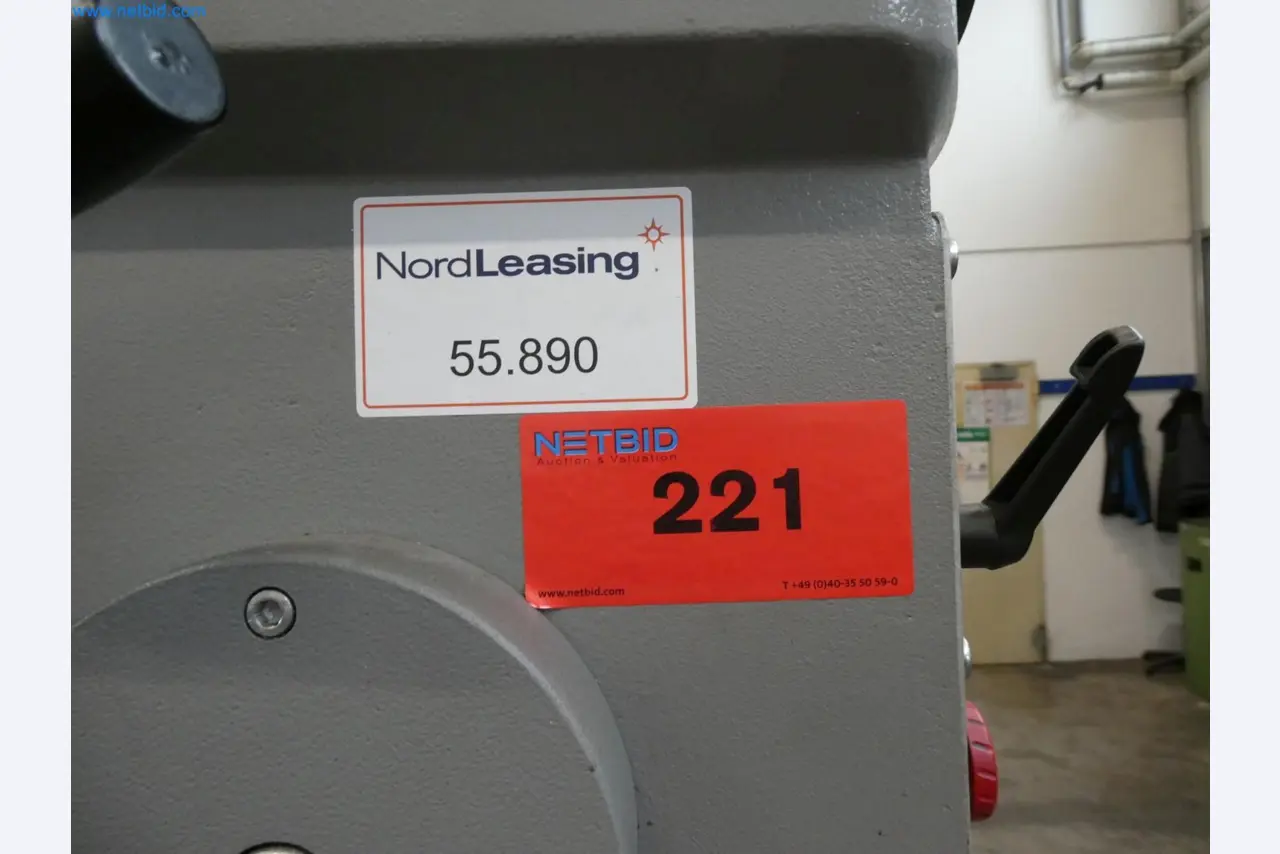 www.netbid.com
NordLeasing
55.890
NETBID
Auction & Valuation
221
www.netbid.com
T +49 (0)40-35 50 59-0